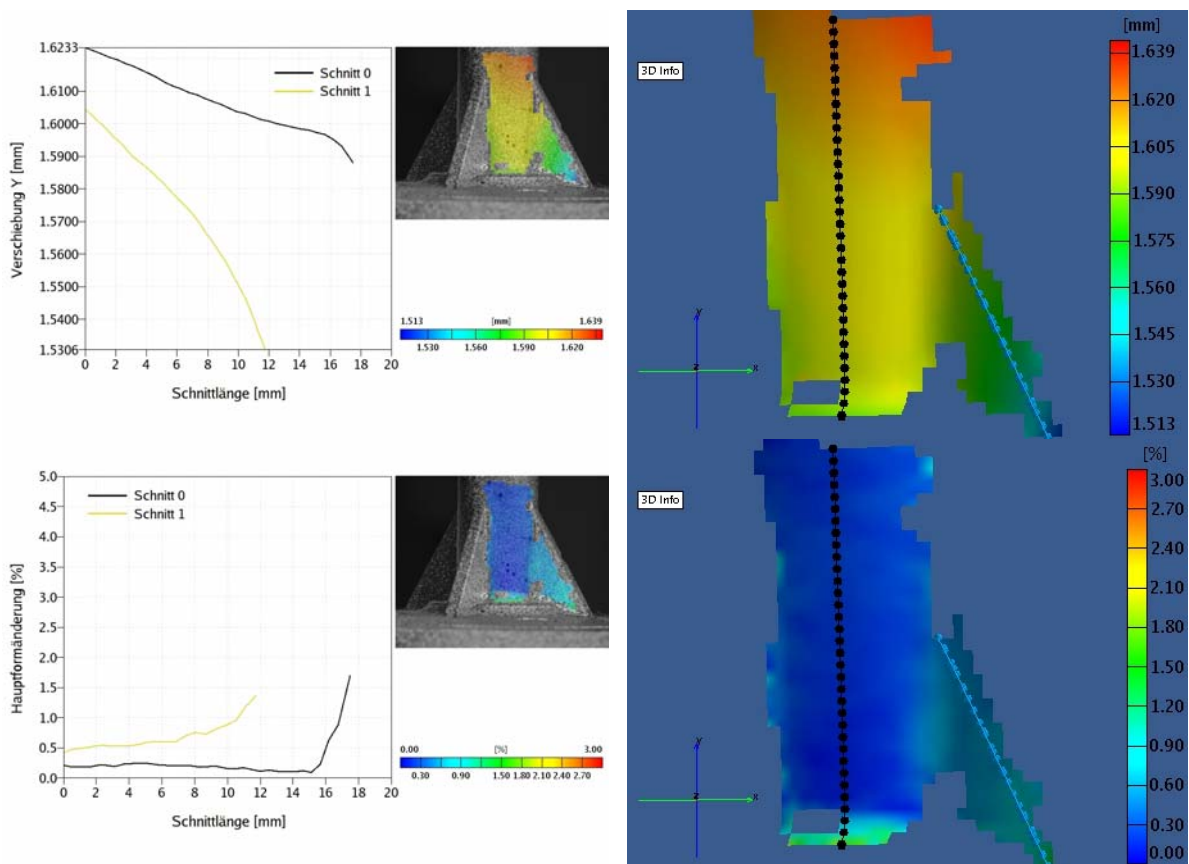 1.6233
1.6100
1.6000
1.5900
1.5800
1.5700
1.5600
1.5500
1.5400
1.5306
Verschiebung Y [mm]
Schnitt 0
Schnitt 1
0 2 4 6 8 10 12 14 16 18 20
Schnittlänge [mm]
1.513 [mm] 1.639
1.530 1.560 1.590 1.620
3D Info
Y
Z
X
[mm]
1.639
1.620
1.605
1.590
1.575
1.560
1.545
1.530
1.513
5.0
4.5
4.0
3.5
3.0
2.5
2.0
1.5
1.0
0.5
0.0
Hauptformänderung [%]
Schnitt 0
Schnitt 1
0 2 4 6 8 10 12 14 16 18 20
Schnittlänge [mm]
0.00 [%] 3.00
0.30 0.90 1.50 1.80 2.10 2.40 2.70
3D Info
Y
Z
X
[%]
3.00
2.70
2.40
2.10
1.80
1.50
1.20
0.90
0.60
0.30
0.00